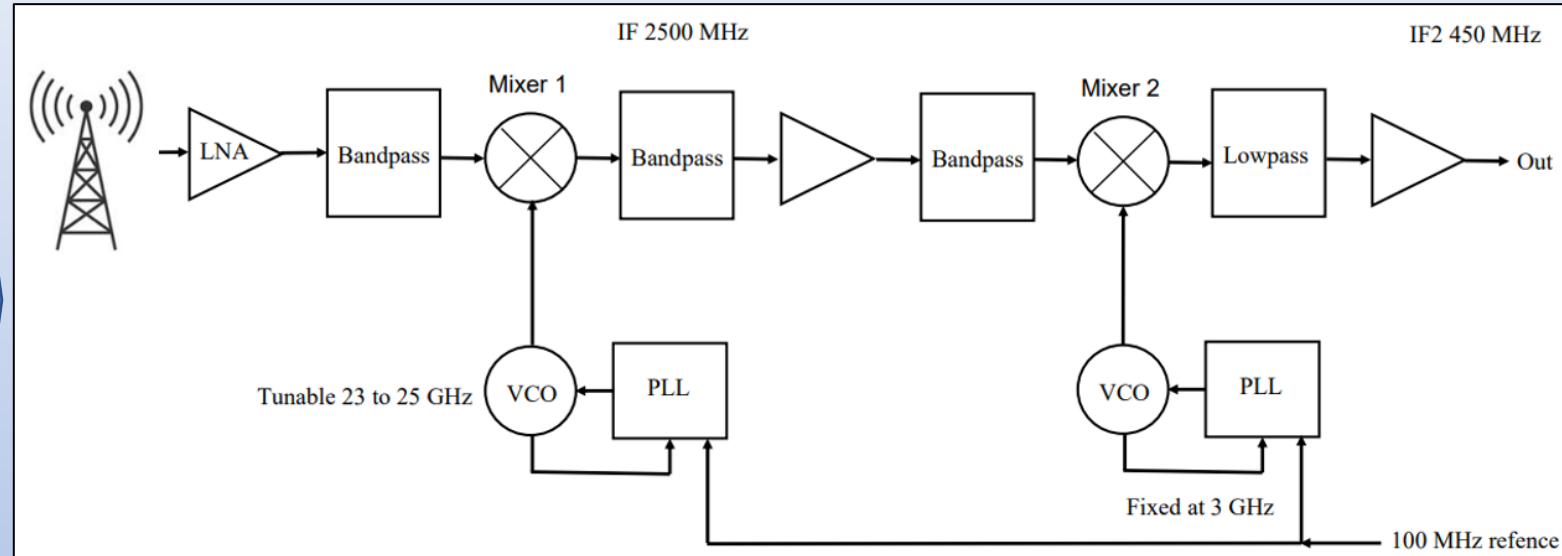 IF 2500 MHz
IF2 450 MHz
Mixer 1
Mixer 2
LNA
Bandpass
Bandpass
Bandpass
Lowpass
Out
Tunable 23 to 25 GHz
VCO
PLL
VCO
PLL
Fixed at 3 GHz
100 MHz refence